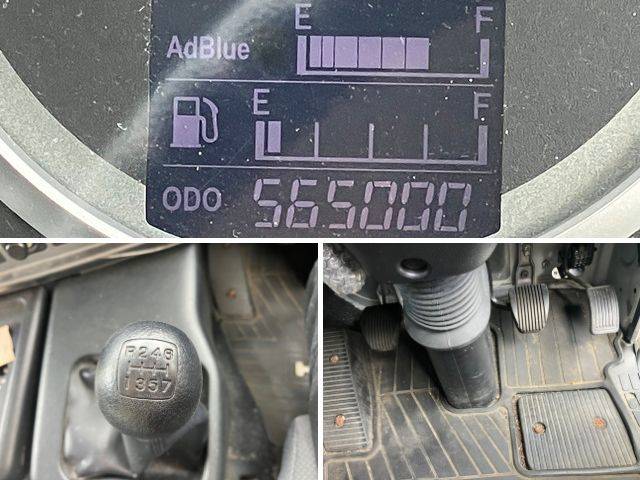 E F
AdBlue
E F
ODO 565000
R246
1357